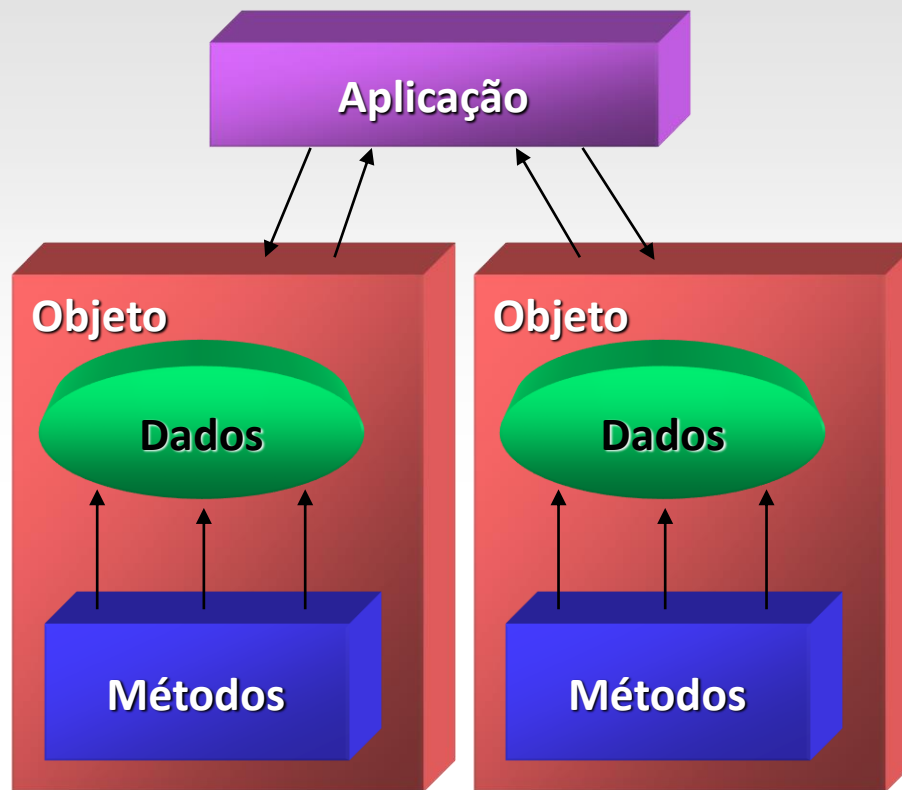 Aplicação
Objeto
Dados
Métodos
Objeto
Dados
Métodos